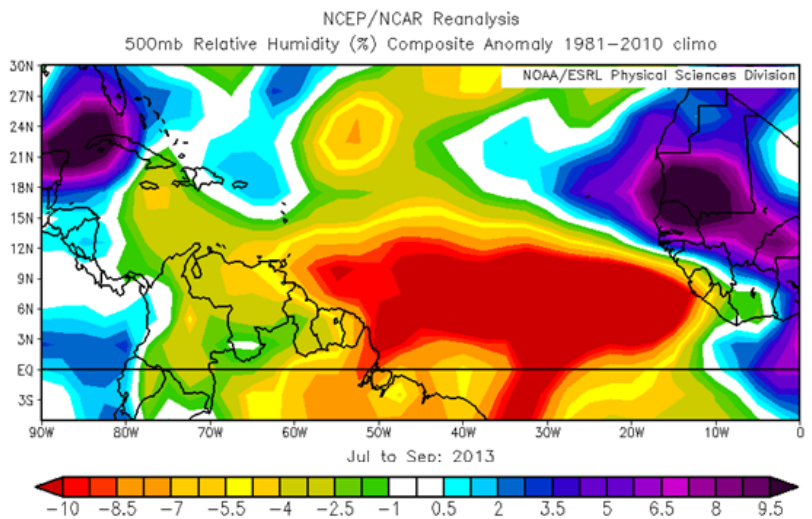 NCEP/NCAR Reanalysis
500mb Relative Humidity (%) Composite Anomaly 1981-2010 climo
NOAA/ESRL Physical Sciences Division
30N
27N
24N
21N
18N
15N
12N
9N
6N
3N
EQ
3S
90W 80W 70W 60W 50W 40W 30W 20W 10W 0
Jul to Sep: 2013
-10 -8.5 -7 -5.5 -4 -2.5 -1 0.5 2 3.5 5 6.5 8 9.5